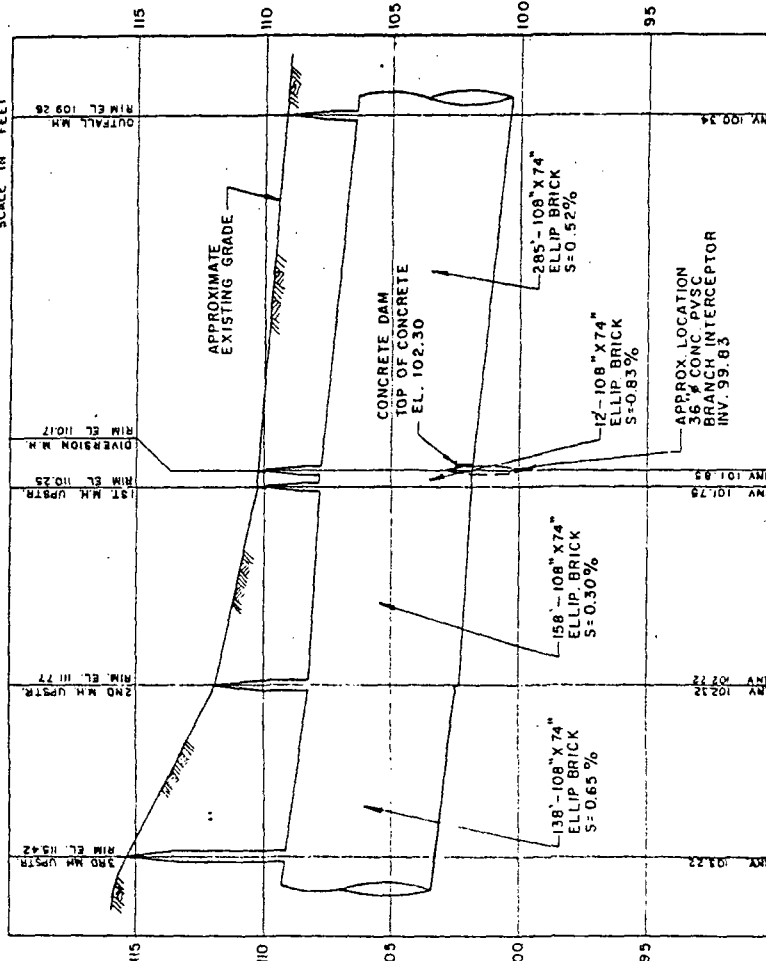 SCALE IN FEET
115
110
105
100
95
OUTFALL M.H.
RIM EL 109.26
DIVERSION M.H.
RIM EL 110.17
1ST. M.H. UPSTR.
RIM EL 110.25
2ND M.H. UPSTR.
RIM. EL. 111.77
3RD MH UPSTR
RIM EL. 115.42
APPROXIMATE
EXISTING GRADE
CONCRETE DAM
TOP OF CONCRETE
EL. 102.30
285'-108"X74"
ELLIP BRICK
S=0.52%
12'-108"X74"
ELLIP. BRICK
S=-0.83%
APPROX. LOCATION
36"ϕ CONC. PVSC
BRANCH INTERCEPTOR
INV. 99.83
158'-108"X74"
ELLIP. BRICK
S=0.30%
138'-108"X74"
ELLIP BRICK
S=0.65%
INV. 100.34
INV 101.85
INV 101.75
INV 102.22
INV 102.32
INV 103.22
115
110
105
100
95